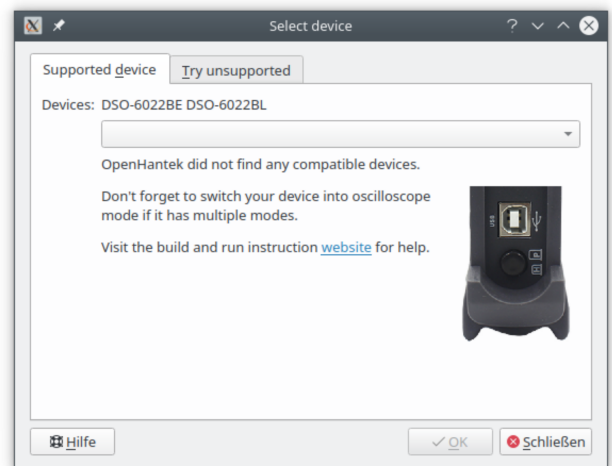 Select device
Supported device
Try unsupported
Devices: DSO-6022BE DSO-6022BL
OpenHantek did not find any compatible devices.
Don't forget to switch your device into oscilloscope
mode if it has multiple modes.
Visit the build and run instruction website for help.
USB
Hilfe
OK
Schließen